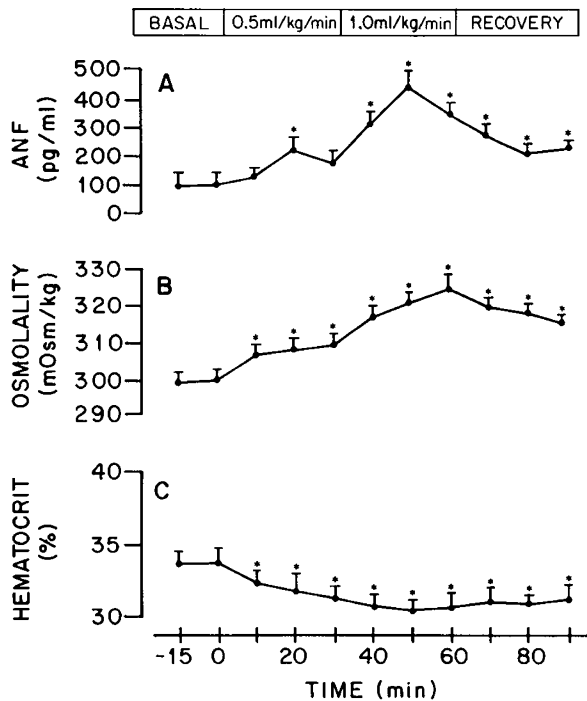 BASAL 0.5ml/kg/min 1.0ml/kg/min RECOVERY
A
ANF
(pg/ml)
500
400
300
200
100
0
* * * * * * *
B
OSMOLALITY
(mOsm/kg)
330
320
310
300
290
* * * * * * * * *
C
HEMATOCRIT
(%)
40
35
30
* * * * * * * * *
-15 0 20 40 60 80
TIME (min)